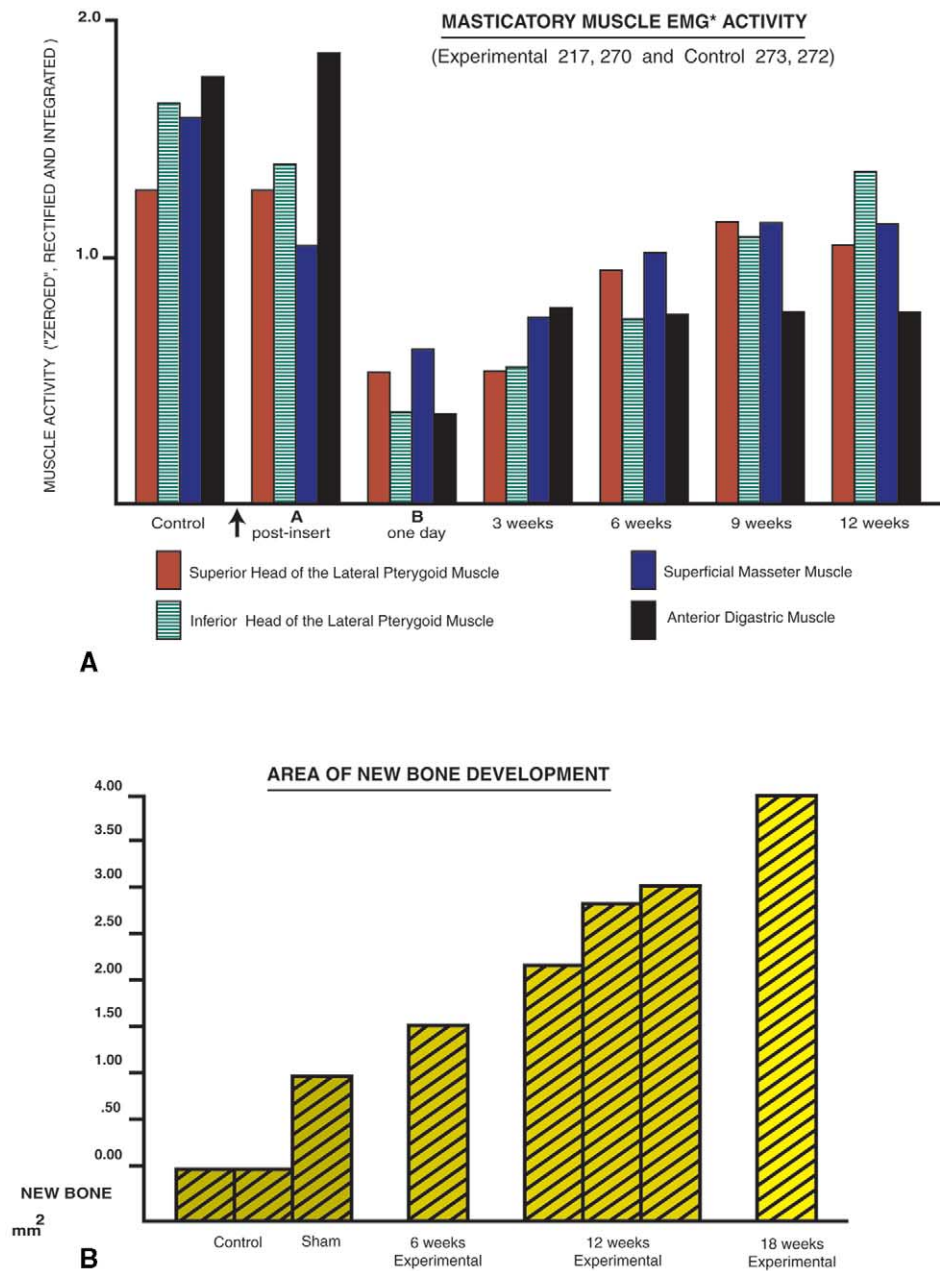 2.0
MASTICATORY MUSCLE EMG* ACTIVITY
(Experimental 217, 270 and Control 273, 272)
MUSCLE ACTIVITY ("ZEROED", RECTIFIED AND INTEGRATED )
1.0
Control
A
post-insert
B
one day
3 weeks
6 weeks
9 weeks
12 weeks
Superior Head of the Lateral Pterygoid Muscle
Superficial Masseter Muscle
Inferior Head of the Lateral Pterygoid Muscle
Anterior Digastric Muscle
A
AREA OF NEW BONE DEVELOPMENT
4.00
3.50
3.00
2.50
2.00
1.50
1.00
.50
0.00
NEW BONE
mm2
Control
Sham
6 weeks
Experimental
12 weeks
Experimental
18 weeks
Experimental
B